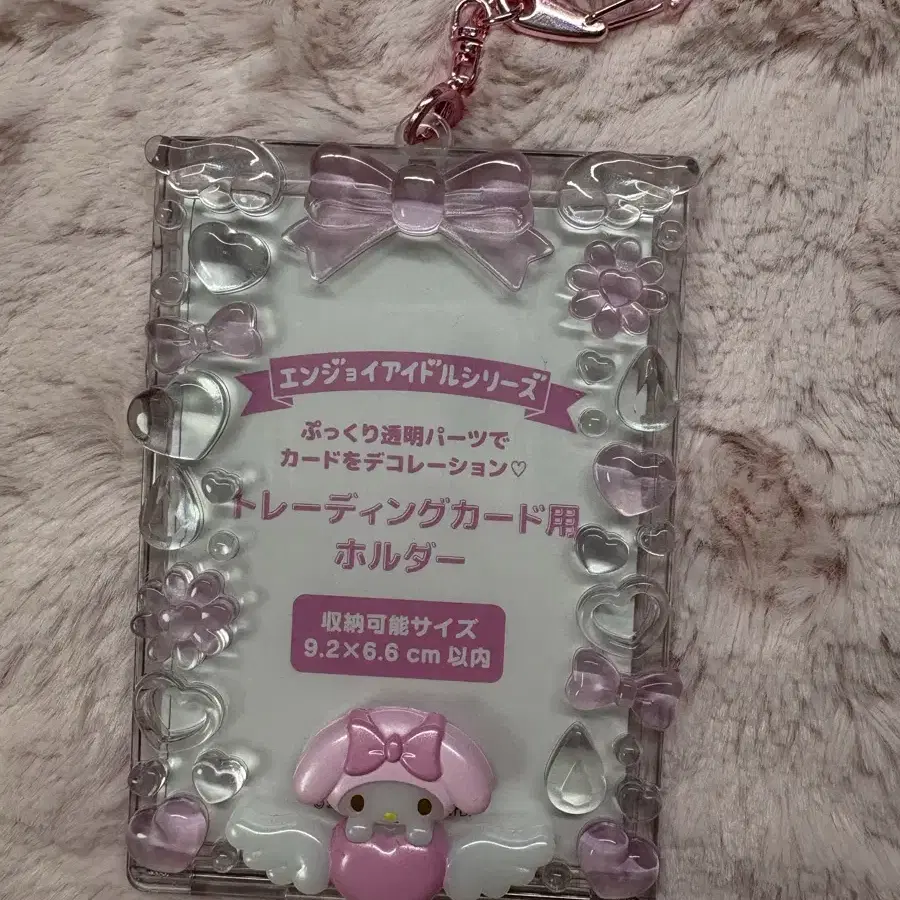 エンジョイアイドルシリーズ
ぷっくり透明パーツで
カードをデコレーション♡
トレーディングカード用
ホルダー
収納可能サイズ
9.2×6.6 cm 以内